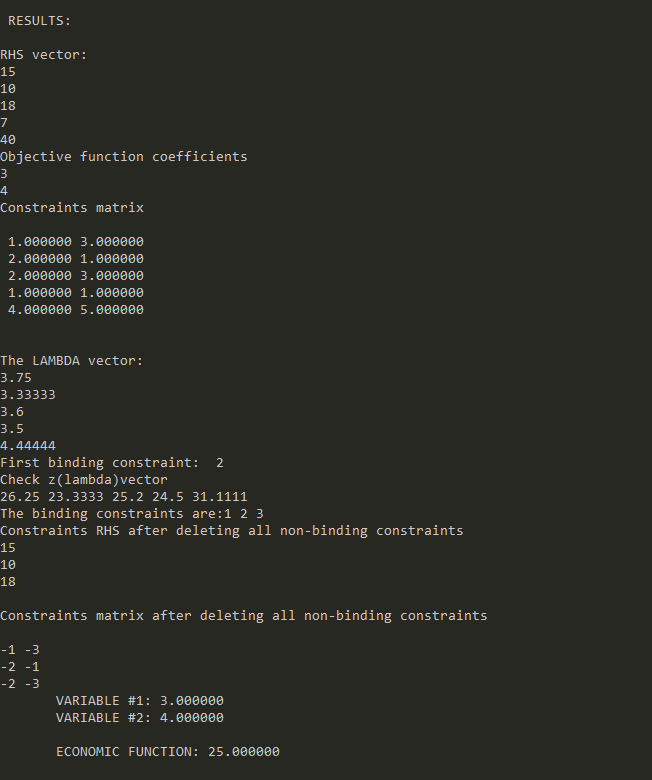 RESULTS:
RHS vector:
15
10
18
7
40
Objective function coefficients
3
4
Constraints matrix
1.000000 3.000000
2.000000 1.000000
2.000000 3.000000
1.000000 1.000000
4.000000 5.000000
The LAMBDA vector:
3.75
3.33333
3.6
3.5
4.44444
First binding constraint:  2
Check z(lambda)vector
26.25 23.3333 25.2 24.5 31.1111
The binding constraints are:1 2 3
Constraints RHS after deleting all non-binding constraints
15
10
18
Constraints matrix after deleting all non-binding constraints
-1 -3
-2 -1
-2 -3
VARIABLE #1: 3.000000
VARIABLE #2: 4.000000
ECONOMIC FUNCTION: 25.000000